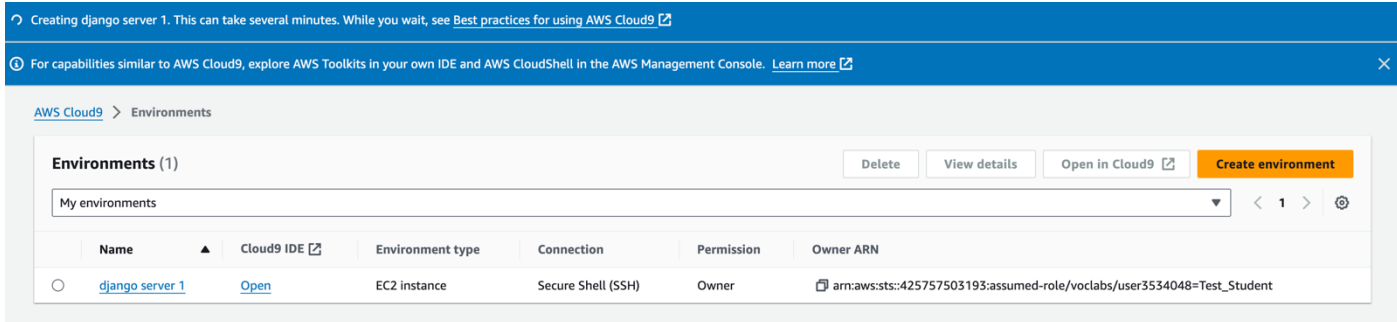 Creating django server 1. This can take several minutes. While you wait, see Best practices for using AWS Cloud9
For capabilities similar to AWS Cloud9, explore AWS Toolkits in your own IDE and AWS CloudShell in the AWS Management Console. Learn more
AWS Cloud9 > Environments
Environments (1) Delete View details Open in Cloud9 Create environment
My environments 1
Name Cloud9 IDE Environment type Connection Permission Owner ARN
django server 1 Open EC2 instance Secure Shell (SSH) Owner arn:aws:sts::425757503193:assumed-role/voclabs/user3534048=Test_Student